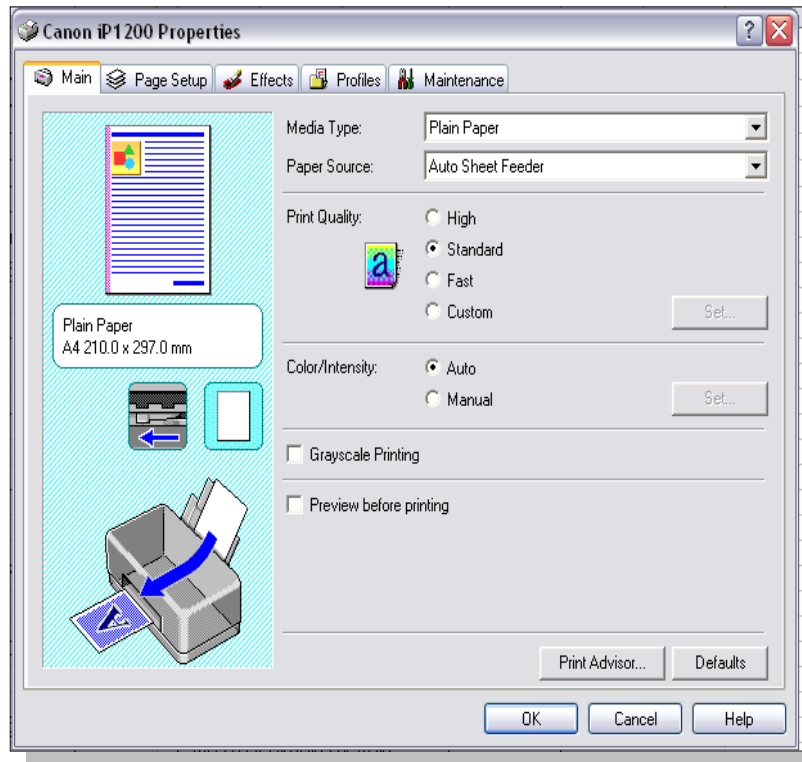 Canon iP1200 Properties
Main Page Setup Effects Profiles Maintenance
Media Type: Plain Paper
Paper Source: Auto Sheet Feeder
Print Quality: High
a Standard
Fast
Custom Set...
Plain Paper
A4 210.0 x 297.0 mm
Color/Intensity: Auto
Manual Set...
Grayscale Printing
Preview before printing
Print Advisor... Defaults
OK Cancel Help